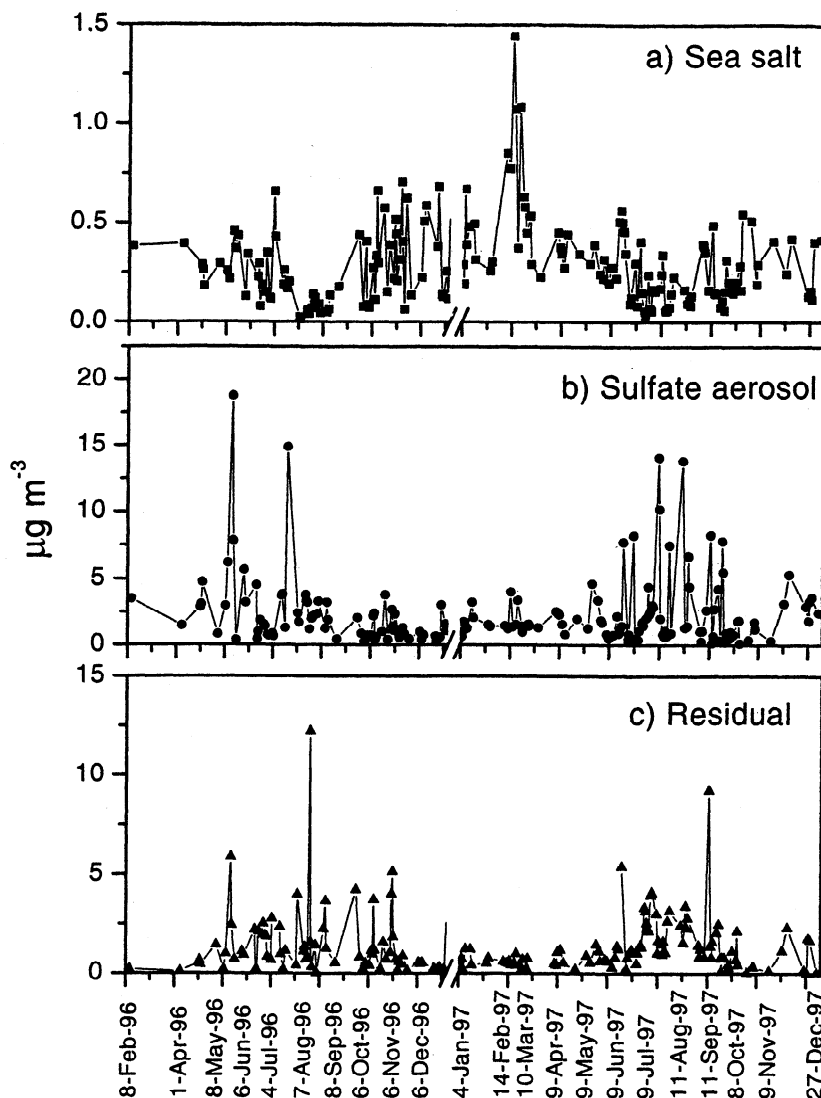 a) Sea salt
1.5
1.0
0.5
0.0
b) Sulfate aerosol
20
15
10
5
0
μg m-3
c) Residual
15
10
5
0
8-Feb-96
1-Apr-96
8-May-96
6-Jun-96
4-Jul-96
7-Aug-96
8-Sep-96
6-Oct-96
6-Nov-96
6-Dec-96
4-Jan-97
14-Feb-97
10-Mar-97
9-Apr-97
9-May-97
9-Jun-97
9-Jul-97
11-Aug-97
11-Sep-97
8-Oct-97
9-Nov-97
27-Dec-97